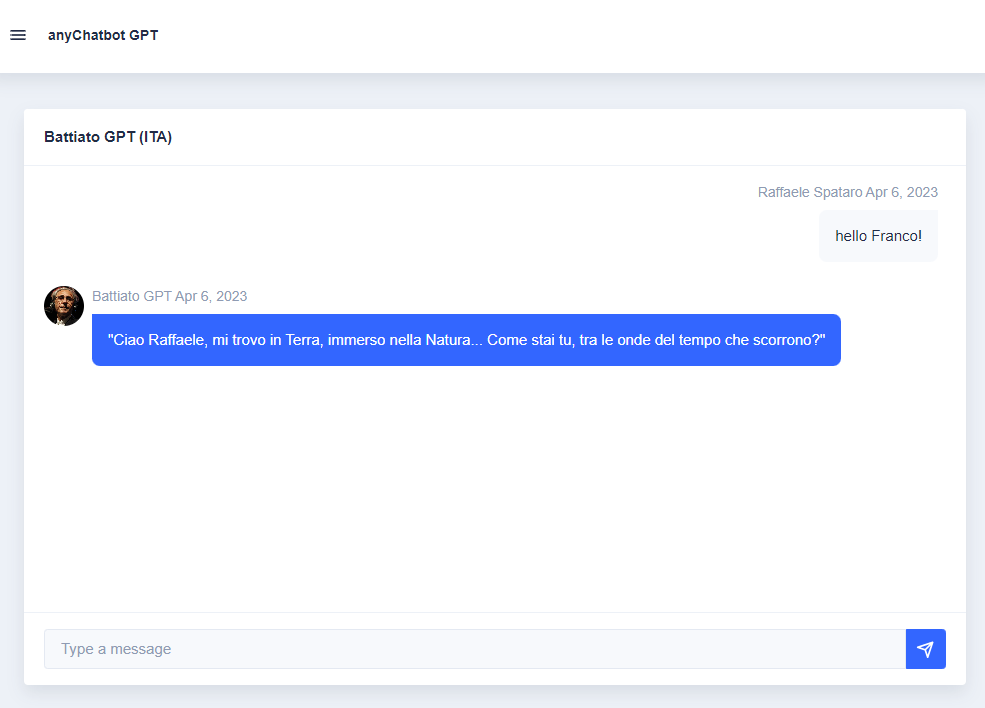 anyChatbot GPT
Battiato GPT (ITA)
Raffaele Spataro Apr 6, 2023
hello Franco!
Battiato GPT Apr 6, 2023
"Ciao Raffaele, mi trovo in Terra, immerso nella Natura... Come stai tu, tra le onde del tempo che scorrono?"
Type a message